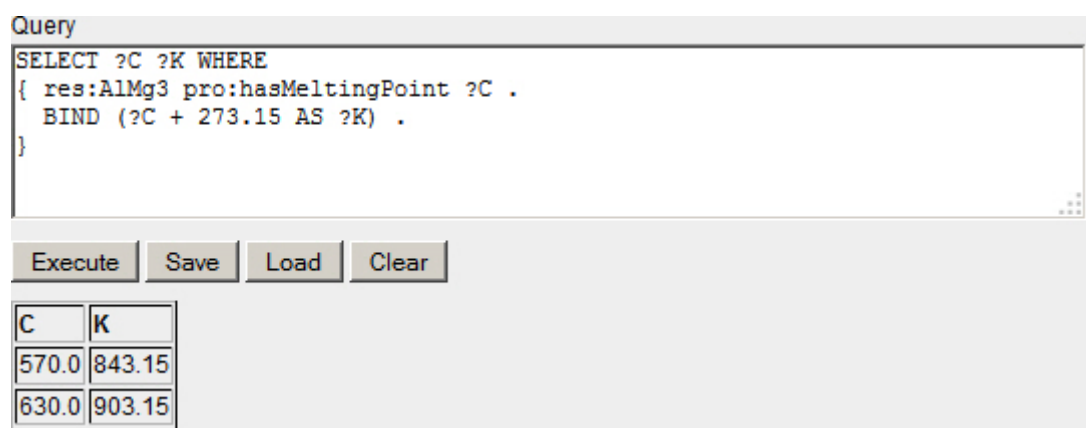 Query
SELECT ?C ?K WHERE
{ res:AlMg3 pro:hasMeltingPoint ?C .
  BIND (?C + 273.15 AS ?K) .
}
Execute Save Load Clear
C K
570.0 843.15
630.0 903.15